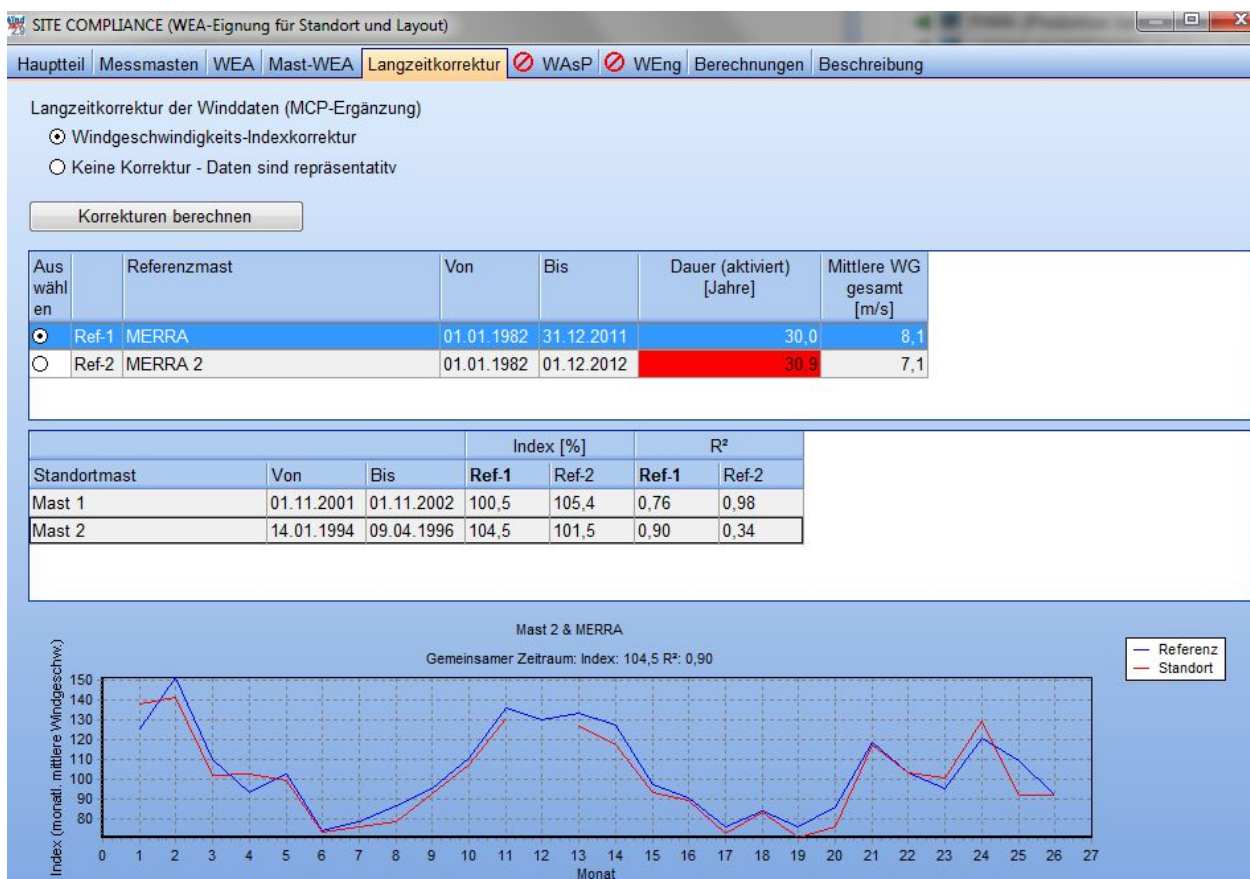 SITE COMPLIANCE (WEA-Eignung für Standort und Layout)
Hauptteil Messmasten WEA Mast-WEA Langzeitkorrektur WAsP WEng Berechnungen Beschreibung
Langzeitkorrektur der Winddaten (MCP-Ergänzung)
Windgeschwindigkeits-Indexkorrektur
Keine Korrektur - Daten sind repräsentatitv
Korrekturen berechnen
Aus Referenzmast Von Bis Dauer (aktiviert) Mittlere WG
wähl [Jahre] gesamt
en [m/s]
Ref-1 MERRA 01.01.1982 31.12.2011 30,0 8,1
Ref-2 MERRA 2 01.01.1982 01.12.2012 30,9 7,1
Index [%] R²
Standortmast Von Bis Ref-1 Ref-2 Ref-1 Ref-2
Mast 1 01.11.2001 01.11.2002 100,5 105,4 0,76 0,98
Mast 2 14.01.1994 09.04.1996 104,5 101,5 0,90 0,34
Mast 2 & MERRA
Gemeinsamer Zeitraum: Index: 104,5 R²: 0,90
Referenz
Standort
Index (monatl. mittlere Windgeschw.)
150
140
130
120
110
100
90
80
0 1 2 3 4 5 6 7 8 9 10 11 12 13 14 15 16 17 18 19 20 21 22 23 24 25 26 27
Monat